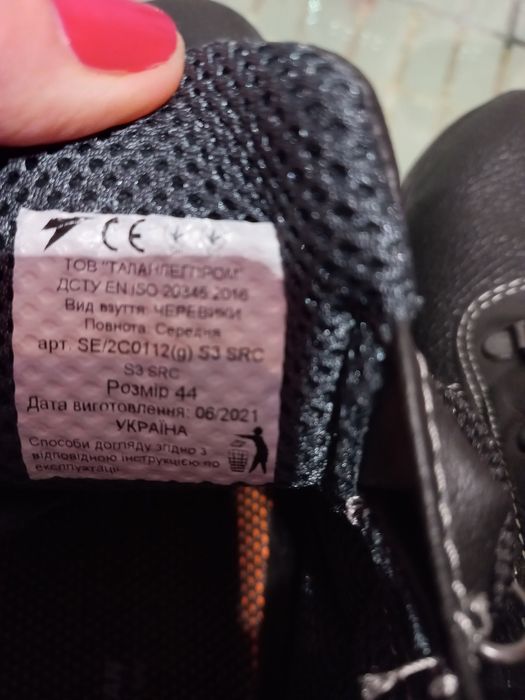 CE
ТОВ "ТАЛАНЛЕГПРОМ"
ДСТУ EN ISO 20345 2016
Вид взуття: ЧЕРЕВИКИ
Повнота: Середня
арт. SE/2C0112(g) S3 SRC
S3 SRC
Розмір 44
Дата виготовлення: 06/2021
УКРАЇНА
Способи догляду згідно з
відповідною інструкцією по
експлужтації